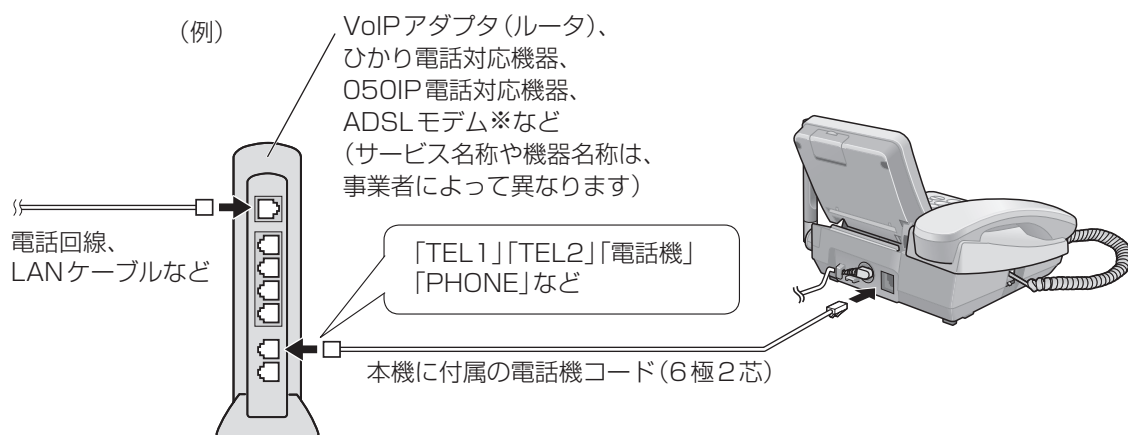 (例)
VoIPアダプタ(ルータ)、
ひかり電話対応機器、
050IP電話対応機器、
ADSLモデム※など
(サービス名称や機器名称は、
事業者によって異なります)
電話回線、
LANケーブルなど
「TEL1」「TEL2」「電話機」
「PHONE」など
本機に付属の電話機コード(6極2芯)